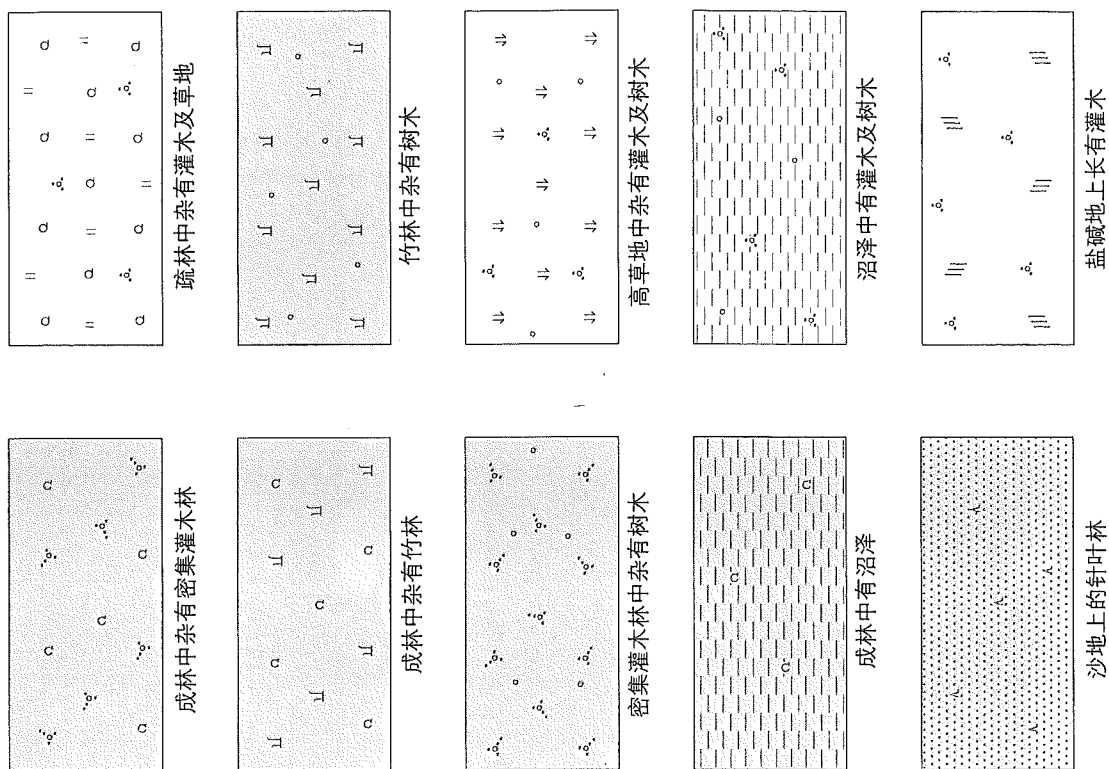 成林中杂有密集灌木林
疏林中杂有灌木及草地
成林中杂有竹林
竹林中杂有树木
密集灌木林中杂有树木
高草地中杂有灌木及树木
成林中有沼泽
沼泽中有灌木及树木
沙地上的针叶林
盐碱地上长有灌木